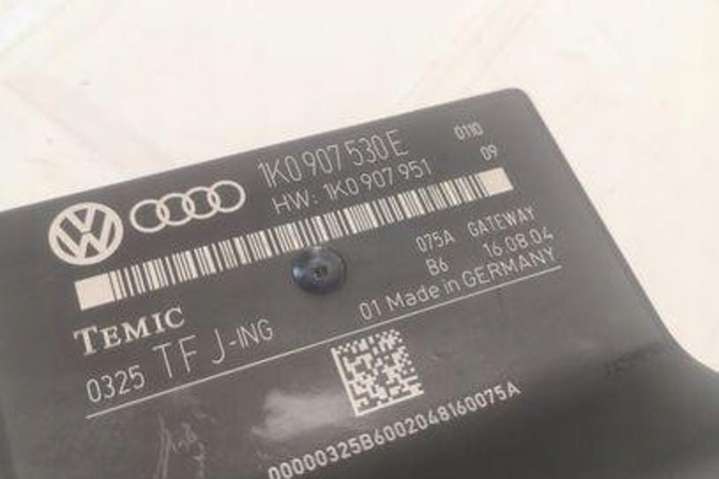 1K0 907 530 E
0110
HW: 1K0 907 951
09
075A GATEWAY
B6 16.08.04
01 Made in GERMANY
TEMIC
0325 TF J-ING
00000325B6002048160075A